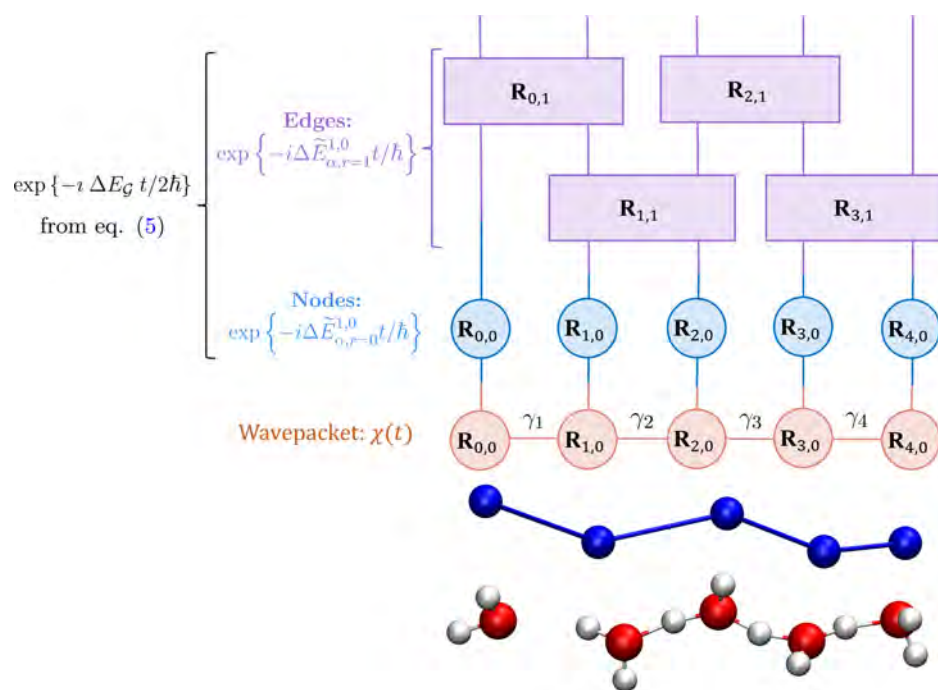 R₀,₁ R₂,₁
Edges:
exp {−iΔẼ^{1,0}_{α,r=1}t/ħ}
exp {−ı ΔE_𝒢 t/2ħ}
from eq. (5)
R₁,₁ R₃,₁
Nodes:
exp {−iΔẼ^{1,0}_{α,r=0}t/ħ}
R₀,₀ R₁,₀ R₂,₀ R₃,₀ R₄,₀
γ₁ γ₂ γ₃ γ₄
Wavepacket: χ(t)
R₀,₀ R₁,₀ R₂,₀ R₃,₀ R₄,₀